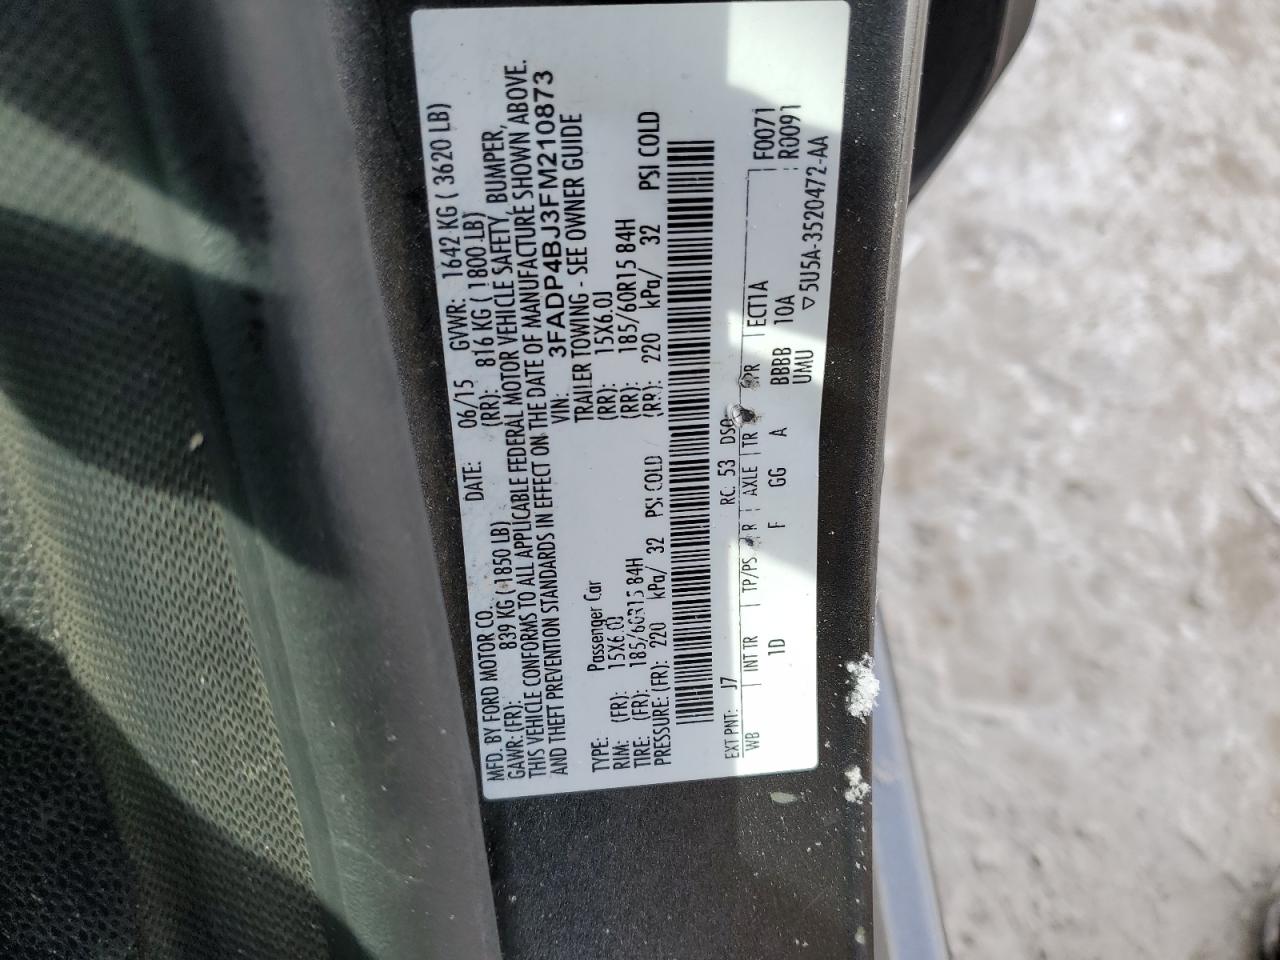 MFD. BY FORD MOTOR CO. DATE: 06/15 GVWR: 1642 KG ( 3620 LB)
GAWR: (FR): 839 KG ( 1850 LB) (RR): 816 KG ( 1800 LB)
THIS VEHICLE CONFORMS TO ALL APPLICABLE FEDERAL MOTOR VEHICLE SAFETY, BUMPER,
AND THEFT PREVENTION STANDARDS IN EFFECT ON THE DATE OF MANUFACTURE SHOWN ABOVE.
VIN: 3FADP4BJ3FM210873
TYPE: Passenger Car TRAILER TOWING - SEE OWNER GUIDE
RIM: (FR): 15X6.0J (RR): 15X6.0J
TIRE: (FR): 185/60R15 84H (RR): 185/60R15 84H
PRESSURE: (FR): 220 kPa/ 32 PSI COLD (RR): 220 kPa/ 32 PSI COLD
EXT PNT: J7 RC: 53 DSO: F0071
WB INT TR TP/PS R AXLE TR SPR ECT1A R0091
1D F GG A BBBB 10A
UMU ▽5U5A-3520472-AA